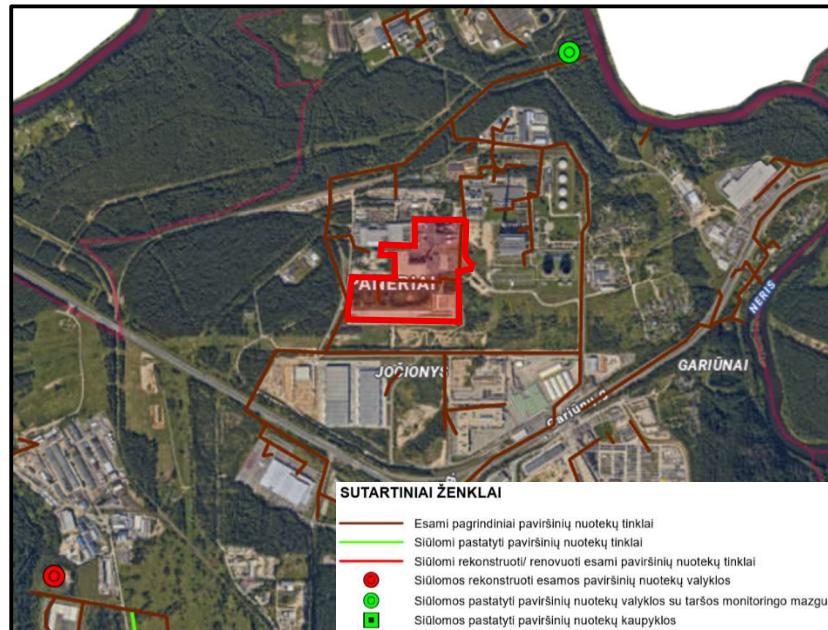 PANERIAI
NERIS
JOČIONYS
GARIŪNAI
Gariūnų g.
SUTARTINIAI ŽENKLAI
Esami pagrindiniai paviršinių nuotekų tinklai
Siūlomi pastatyti paviršinių nuotekų tinklai
Siūlomi rekonstruoti/ renovuoti esami paviršinių nuotekų tinklai
Siūlomos rekonstruoti esamos paviršinių nuotekų valyklos
Siūlomos pastatyti paviršinių nuotekų valyklos su taršos monitoringo mazgu
Siūlomos pastatyti paviršinių nuotekų kaupyklos